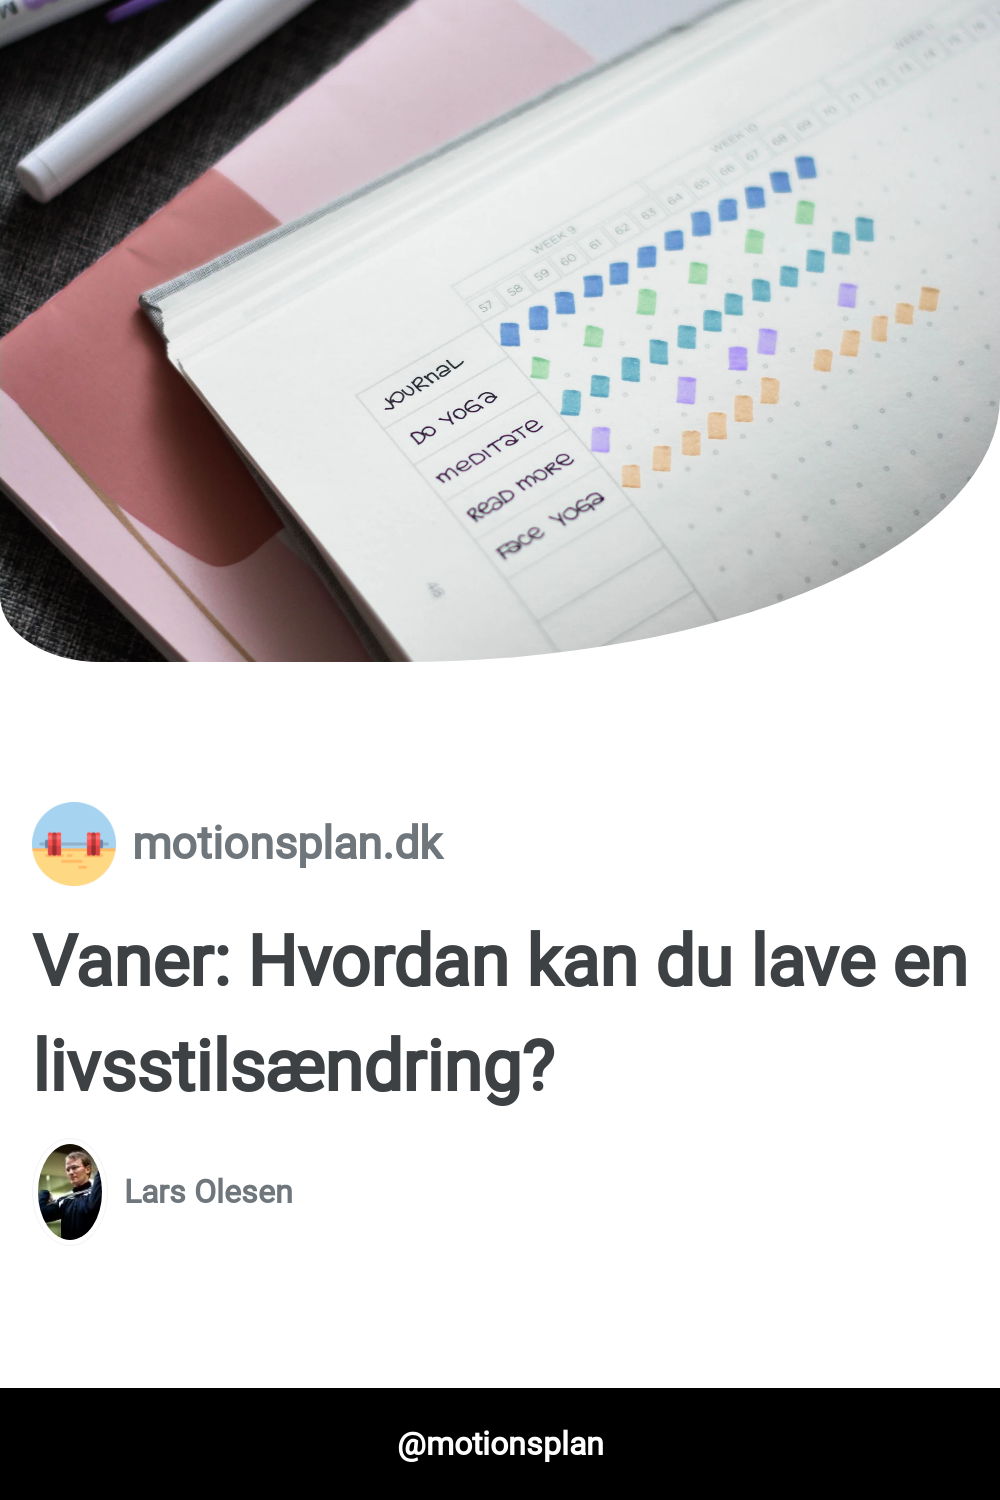 WEEK 9
WEEK 10
WEEK 11
57 58 59 60 61 62 63 64 65 66 67 68 69 70 71 72 73 74 75 76
JOURNAL
DO YOGA
MEDITATE
READ MORE
FACE YOGA
motionsplan.dk
Vaner: Hvordan kan du lave en
livsstilsændring?
Lars Olesen
@motionsplan